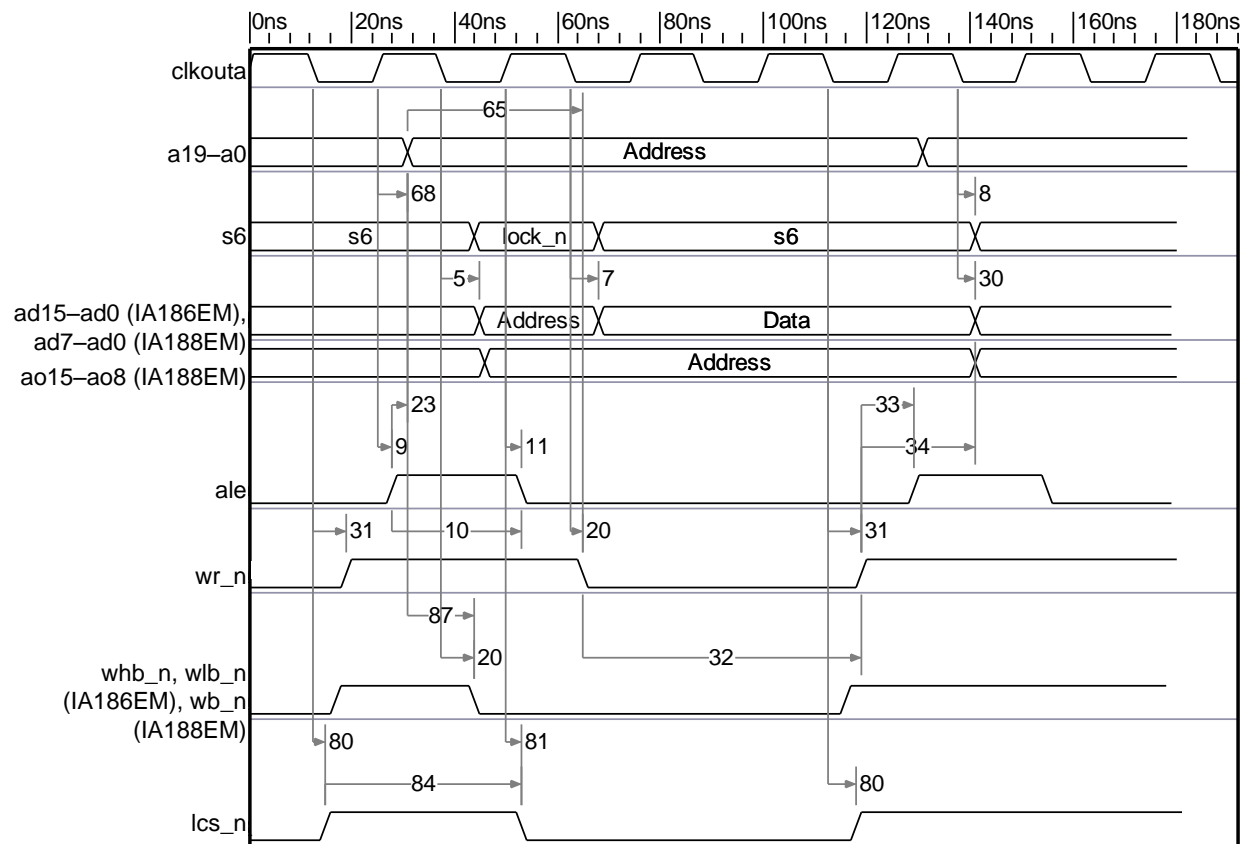 0ns 20ns 40ns 60ns 80ns 100ns 120ns 140ns 160ns 180ns
clkouta
65
a19–a0 Address
68 8
s6 s6 lock_n s6
5 7 30
ad15–ad0 (IA186EM), Address Data
ad7–ad0 (IA188EM)
ao15–ao8 (IA188EM) Address
23 33
9 11 34
ale
31 10 20 31
wr_n
87
20 32
whb_n, wlb_n
(IA186EM), wb_n
(IA188EM)
80 81
84 80
lcs_n